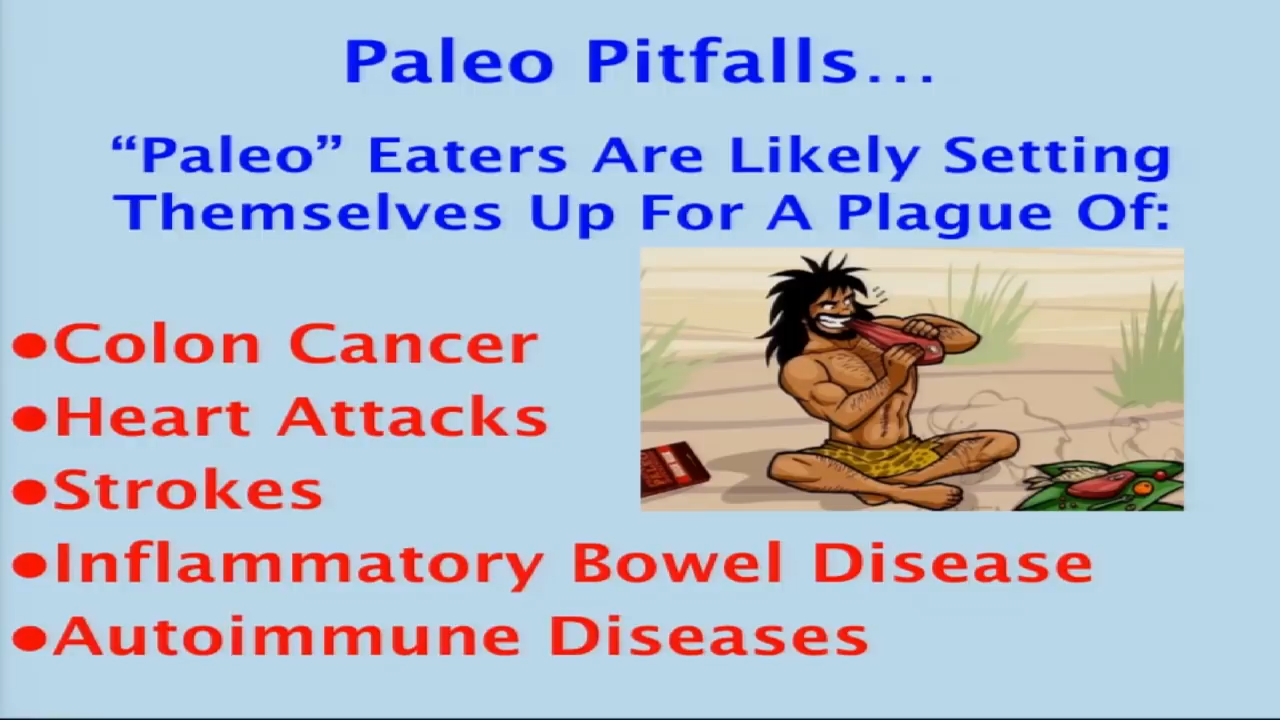 Paleo Pitfalls...
“Paleo” Eaters Are Likely Setting
Themselves Up For A Plague Of:
•Colon Cancer
•Heart Attacks
•Strokes
•Inflammatory Bowel Disease
•Autoimmune Diseases